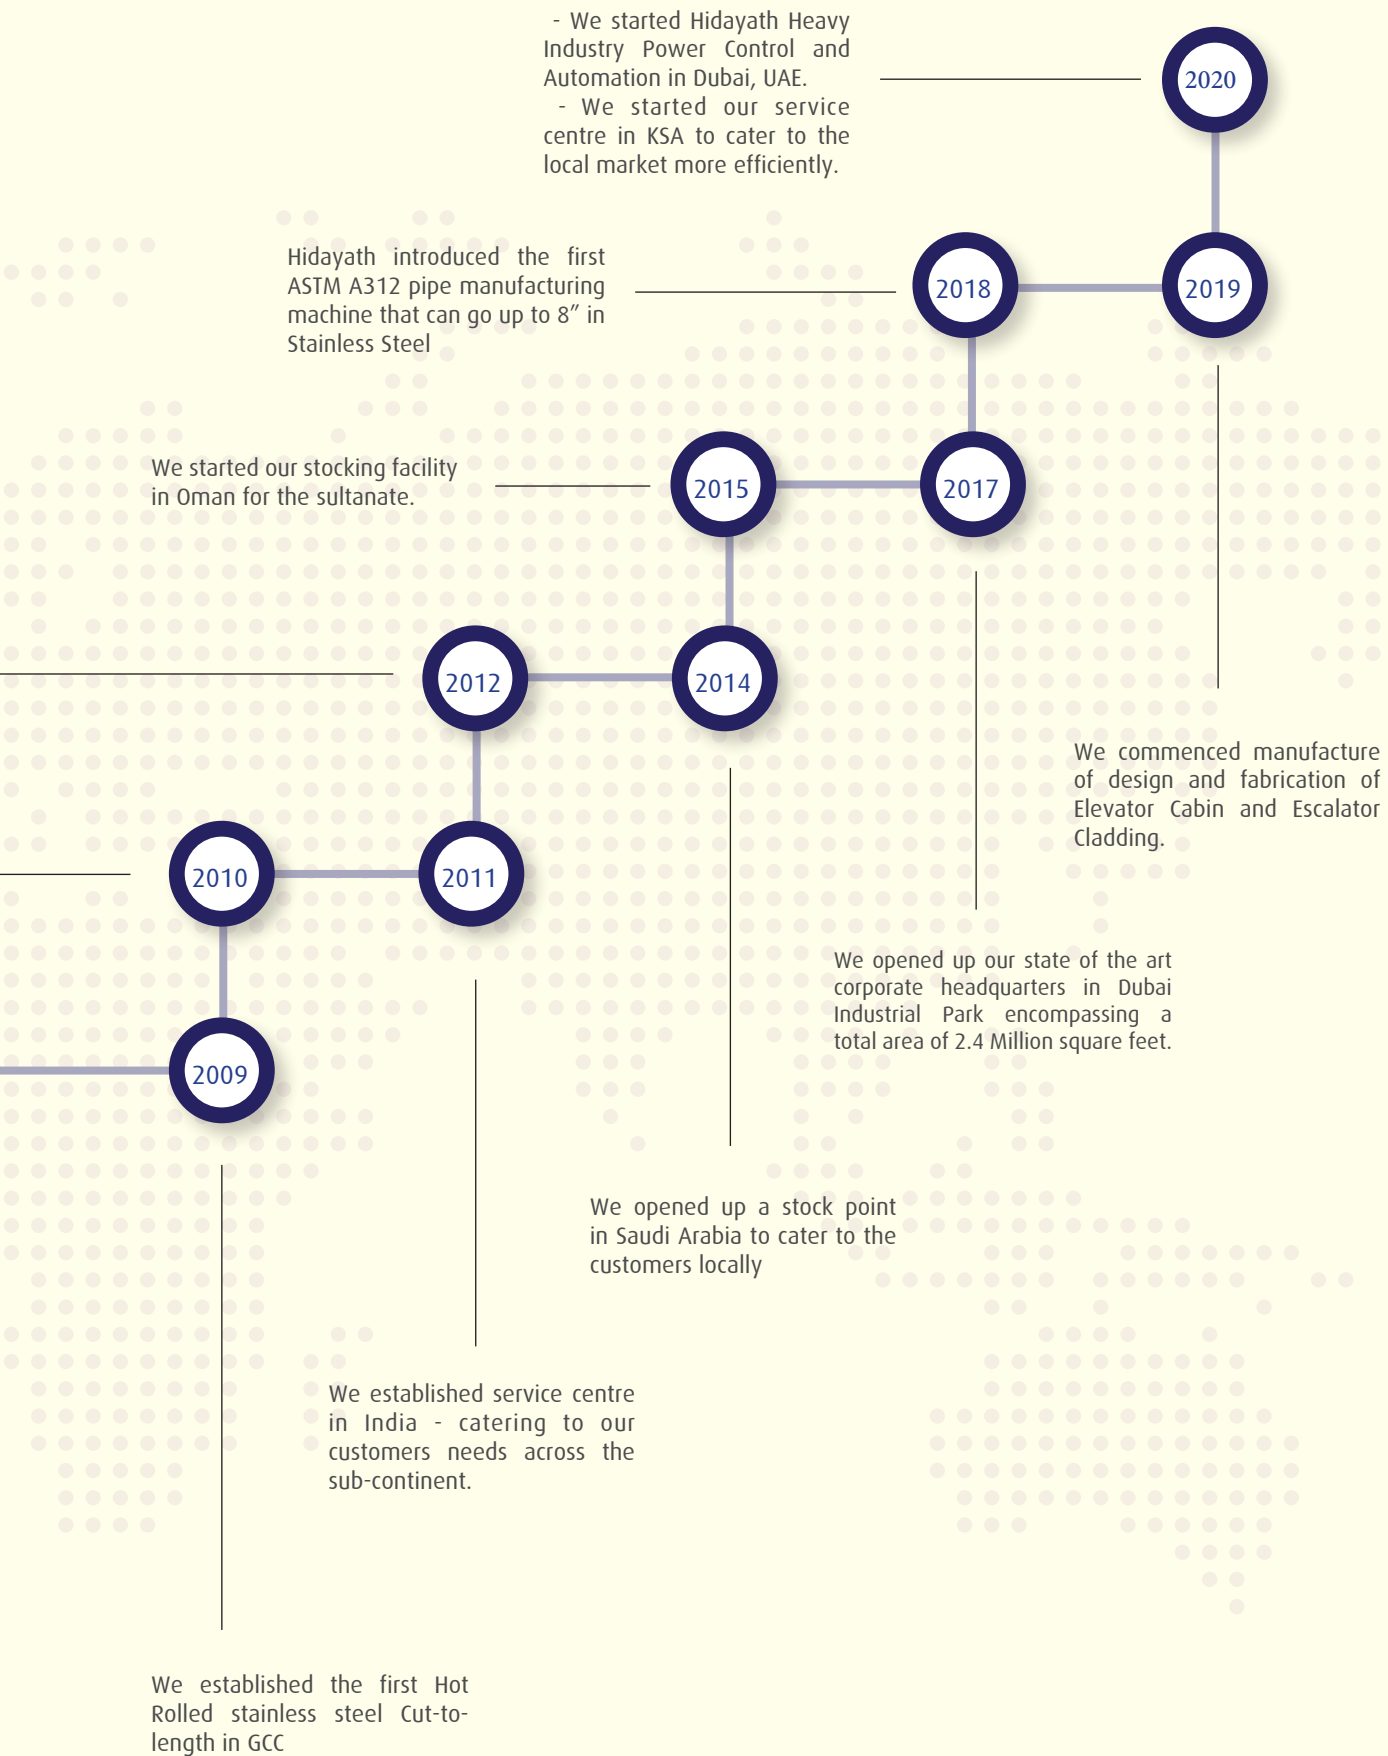 - We started Hidayath Heavy
Industry Power Control and
Automation in Dubai, UAE.
- We started our service
centre in KSA to cater to the
local market more efficiently.
2020
Hidayath introduced the first
ASTM A312 pipe manufacturing
machine that can go up to 8” in
Stainless Steel
2018
2019
We started our stocking facility
in Oman for the sultanate.
2015
2017
2012
2014
We commenced manufacture
of design and fabrication of
Elevator Cabin and Escalator
Cladding.
2010
2011
We opened up our state of the art
corporate headquarters in Dubai
Industrial Park encompassing a
total area of 2.4 Million square feet.
2009
We opened up a stock point
in Saudi Arabia to cater to the
customers locally
We established service centre
in India - catering to our
customers needs across the
sub-continent.
We established the first Hot
Rolled stainless steel Cut-to-
length in GCC